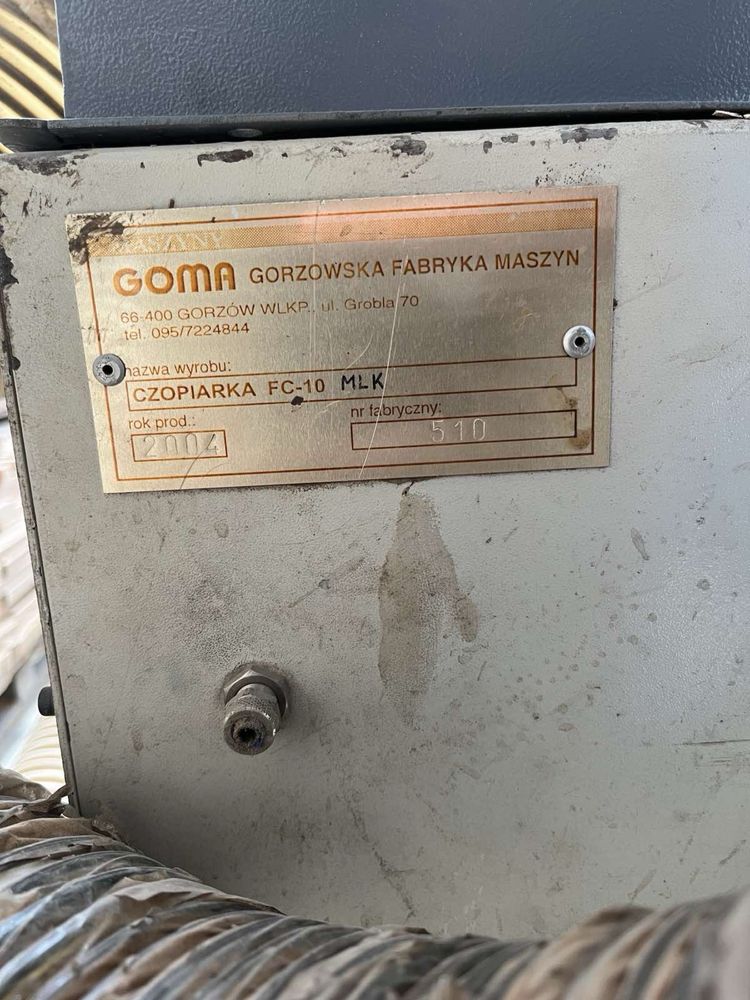 GOMA GORZOWSKA FABRYKA MASZYN
66-400 GORZÓW WLKP., ul. Grobla 70
tel. 095/7224844
nazwa wyrobu:
CZOPIARKA FC-10 MLK
rok prod.: nr fabryczny:
2004 510